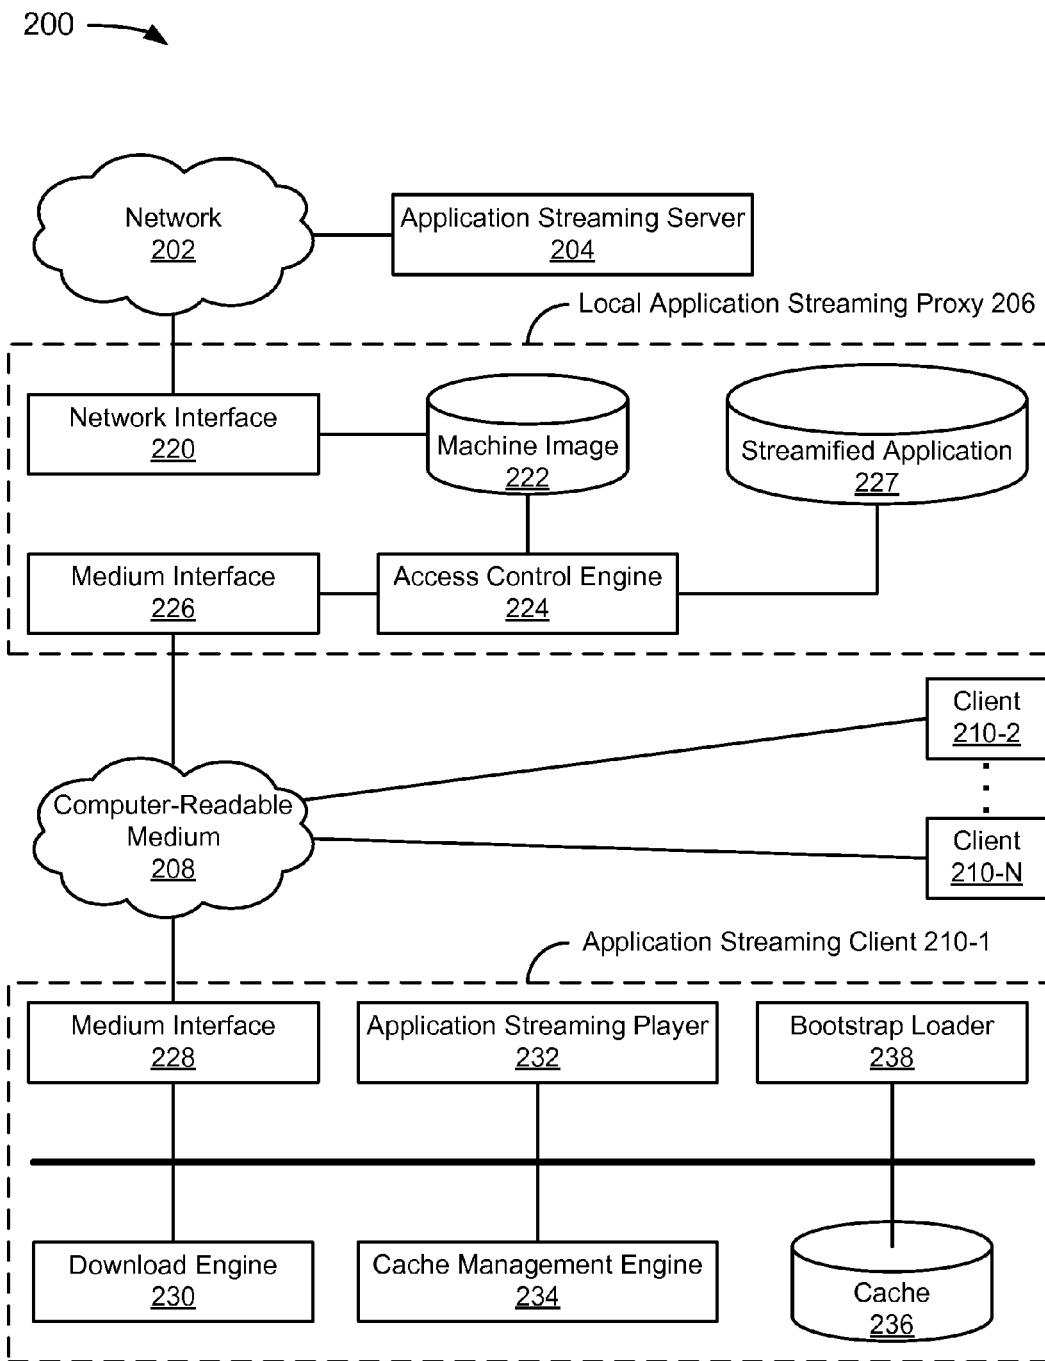 200
Network
202
Application Streaming Server
204
Local Application Streaming Proxy 206
Network Interface
220
Machine Image
222
Streamified Application
227
Medium Interface
226
Access Control Engine
224
Client
210-2
Computer-Readable
Medium
208
Client
210-N
Application Streaming Client 210-1
Medium Interface
228
Application Streaming Player
232
Bootstrap Loader
238
Download Engine
230
Cache Management Engine
234
Cache
236